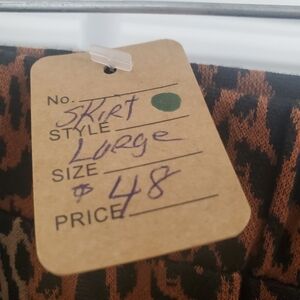 No. Skirt
STYLE Large
SIZE
$48
PRICE